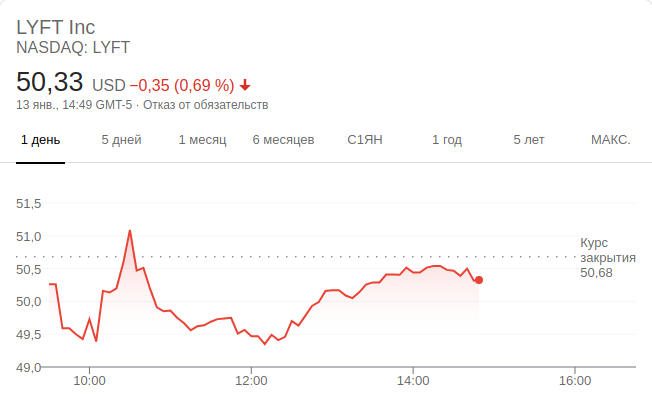 LYFT Inc
NASDAQ: LYFT
50,33 USD −0,35 (0,69 %)
13 янв., 14:49 GMT-5 · Отказ от обязательств
1 день 5 дней 1 месяц 6 месяцев С1ЯН 1 год 5 лет МАКС.
51,5
51,0
Курс
закрытия
50,68
50,5
50,0
49,5
49,0
10:00 12:00 14:00 16:00